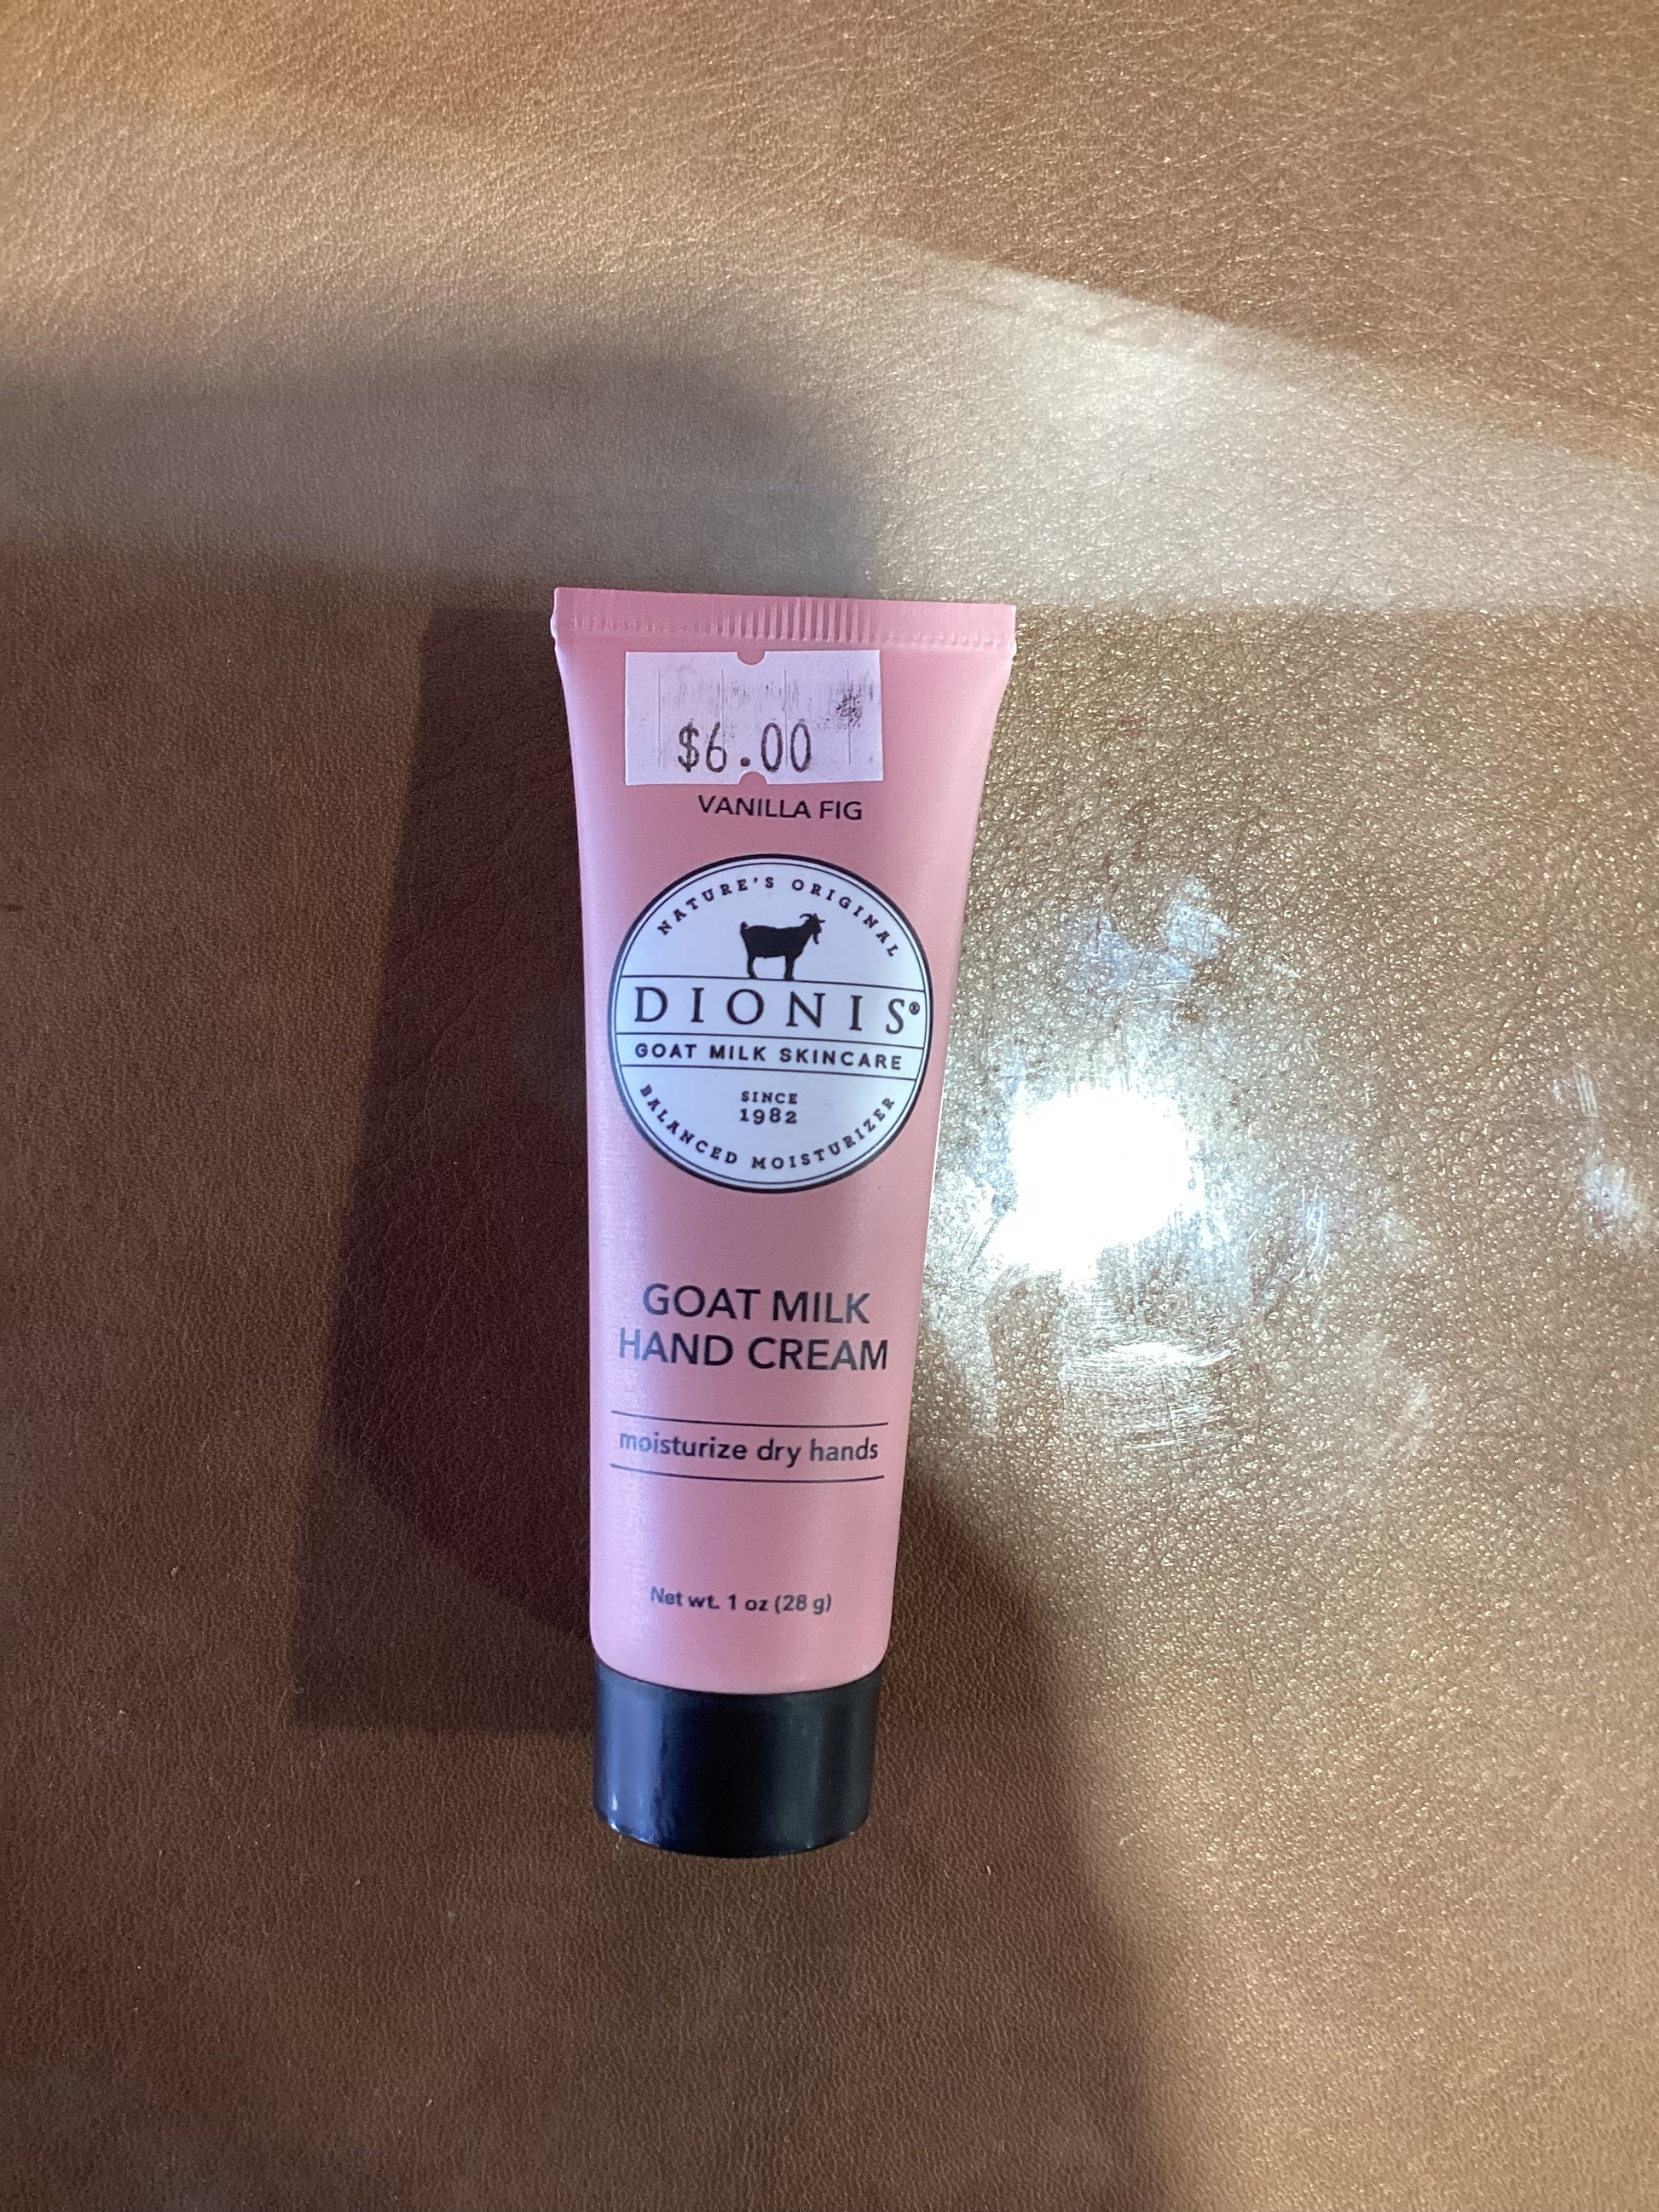 $6.00
VANILLA FIG
NATURE'S ORIGINAL
DIONIS®
GOAT MILK SKINCARE
SINCE
1982
BALANCED MOISTURIZER
GOAT MILK
HAND CREAM
moisturize dry hands
Net wt. 1 oz (28 g)